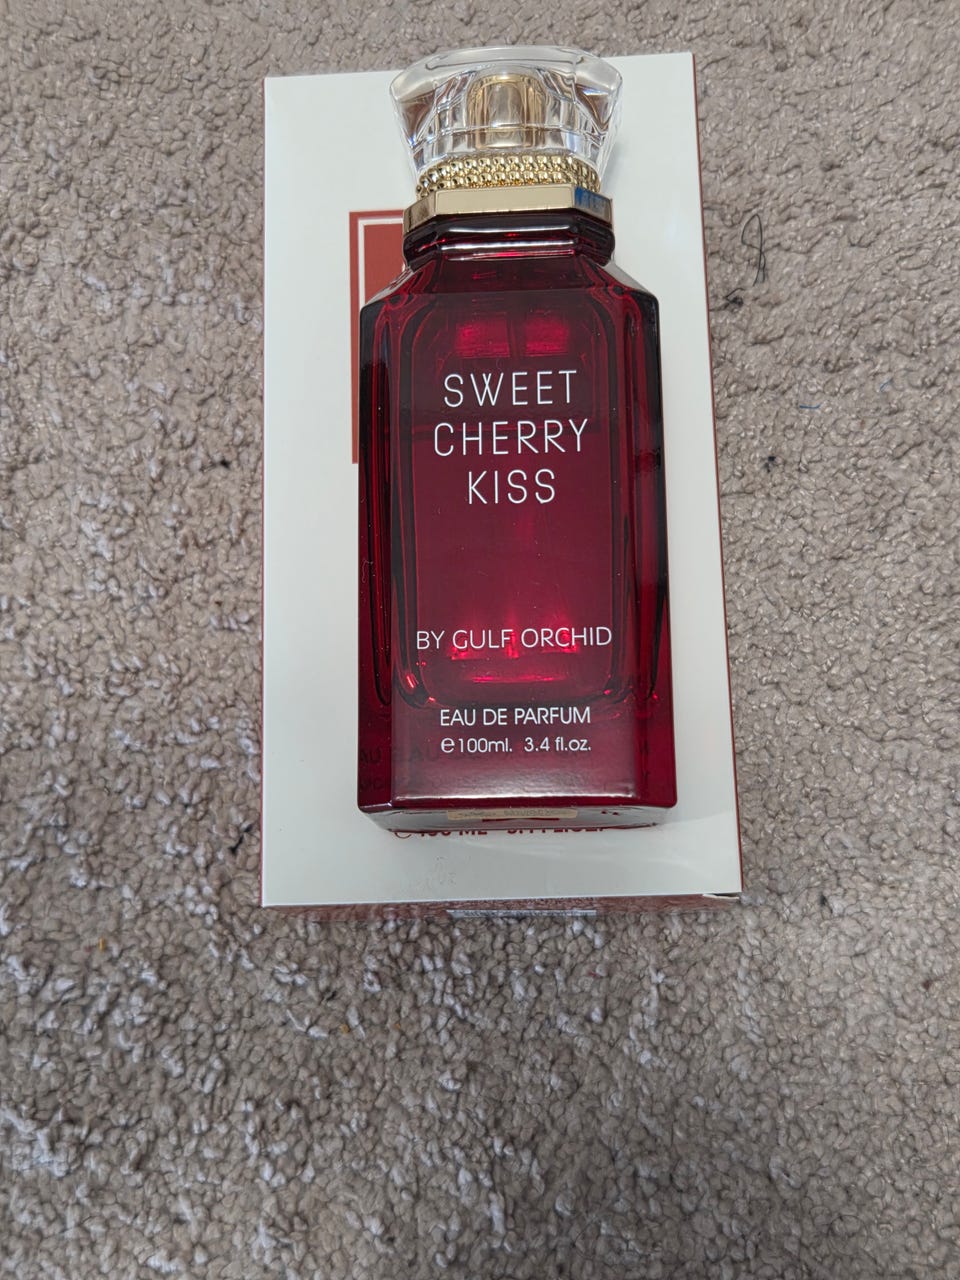 SWEET
CHERRY
KISS
BY GULF ORCHID
EAU DE PARFUM
℮100ml. 3.4 fl.oz.